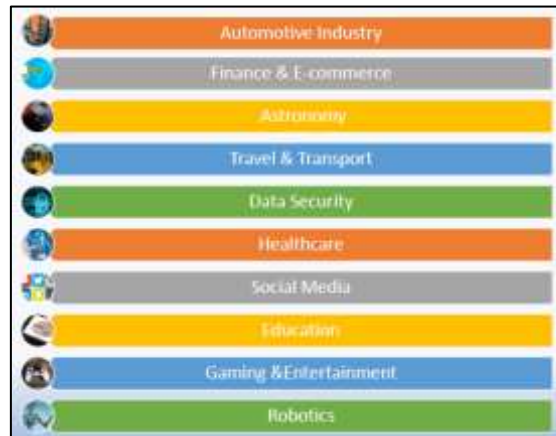 Automotive Industry
Finance & E-commerce
Astronomy
Travel & Transport
Data Security
Healthcare
Social Media
Education
Gaming &Entertainment
Robotics